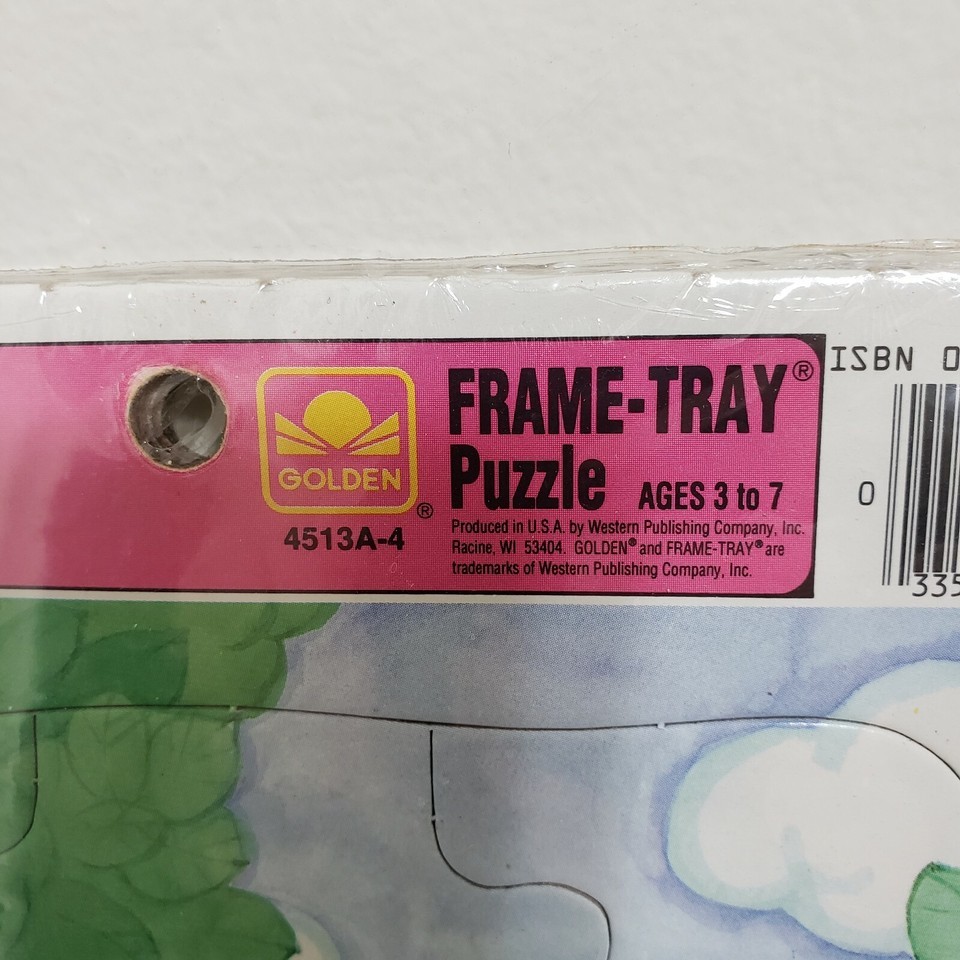 FRAME-TRAY®
Puzzle AGES 3 to 7
GOLDEN®
4513A-4
Produced in U.S.A. by Western Publishing Company, Inc.
Racine, WI 53404. GOLDEN® and FRAME-TRAY® are
trademarks of Western Publishing Company, Inc.
ISBN 0
0
335